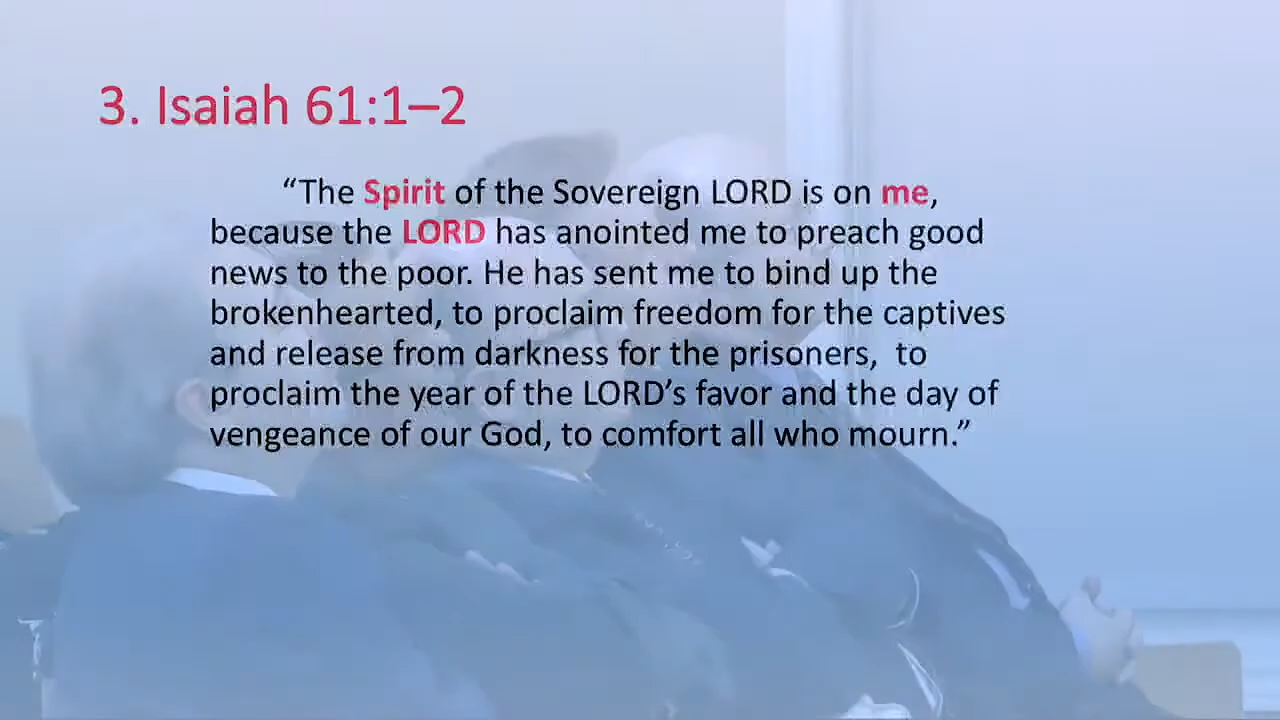 3. Isaiah 61:1–2
“The Spirit of the Sovereign LORD is on me,
because the LORD has anointed me to preach good
news to the poor. He has sent me to bind up the
brokenhearted, to proclaim freedom for the captives
and release from darkness for the prisoners,  to
proclaim the year of the LORD’s favor and the day of
vengeance of our God, to comfort all who mourn.”